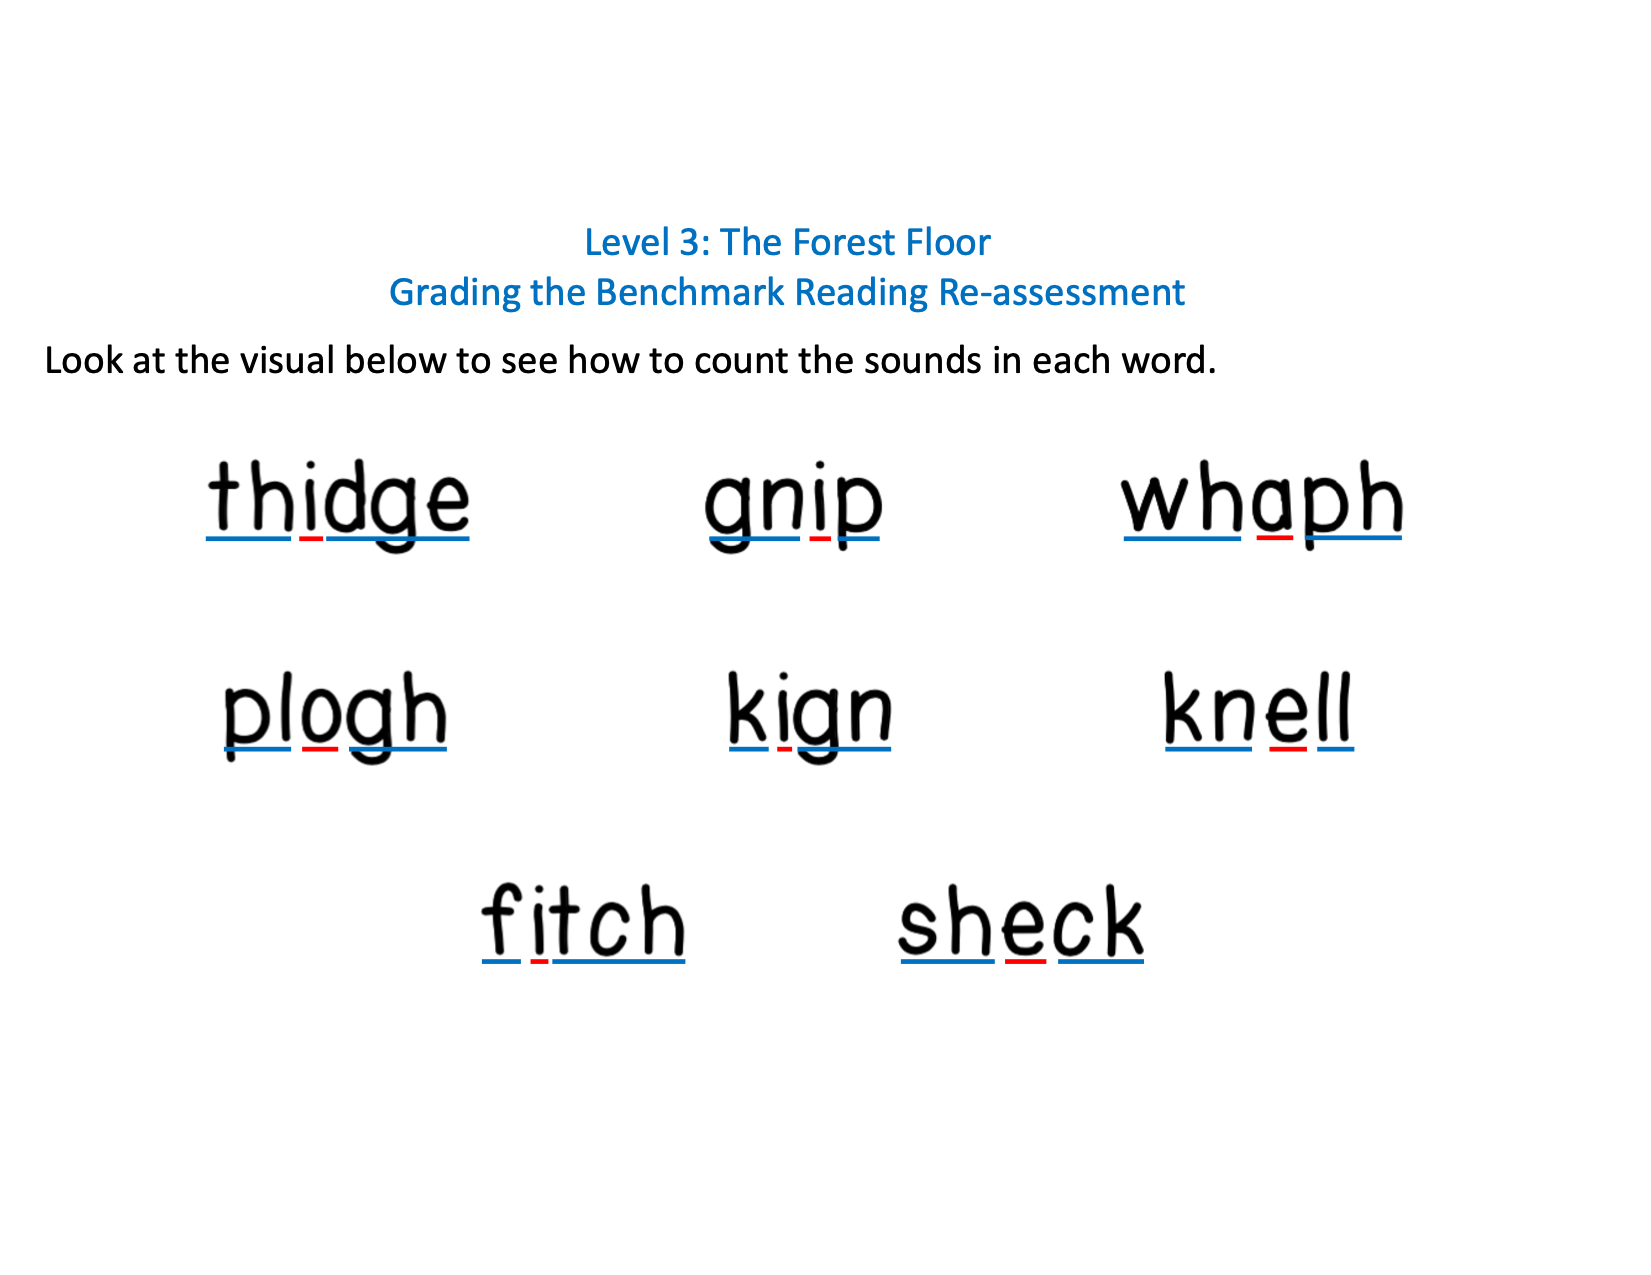 Level 3: The Forest Floor
Grading the Benchmark Reading Re-assessment
Look at the visual below to see how to count the sounds in each word.
thidge gnip whaph
plogh kign knell
fitch sheck